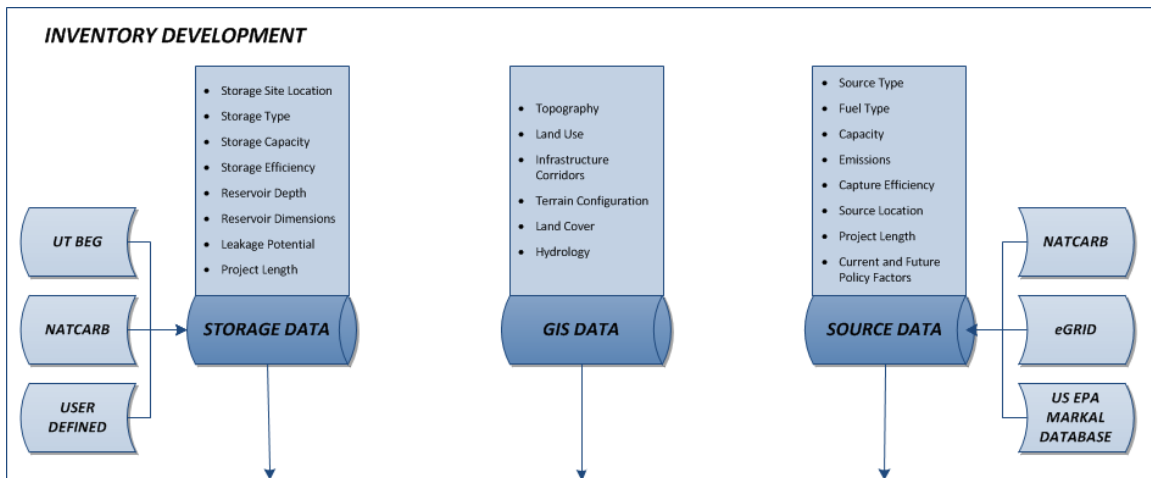 INVENTORY DEVELOPMENT
• Storage Site Location
• Storage Type
• Storage Capacity
• Storage Efficiency
• Reservoir Depth
• Reservoir Dimensions
• Leakage Potential
• Project Length
STORAGE DATA
UT BEG
NATCARB
USER
DEFINED
• Topography
• Land Use
• Infrastructure
Corridors
• Terrain Configuration
• Land Cover
• Hydrology
GIS DATA
• Source Type
• Fuel Type
• Capacity
• Emissions
• Capture Efficiency
• Source Location
• Project Length
• Current and Future
Policy Factors
SOURCE DATA
NATCARB
eGRID
US EPA
MARKAL
DATABASE